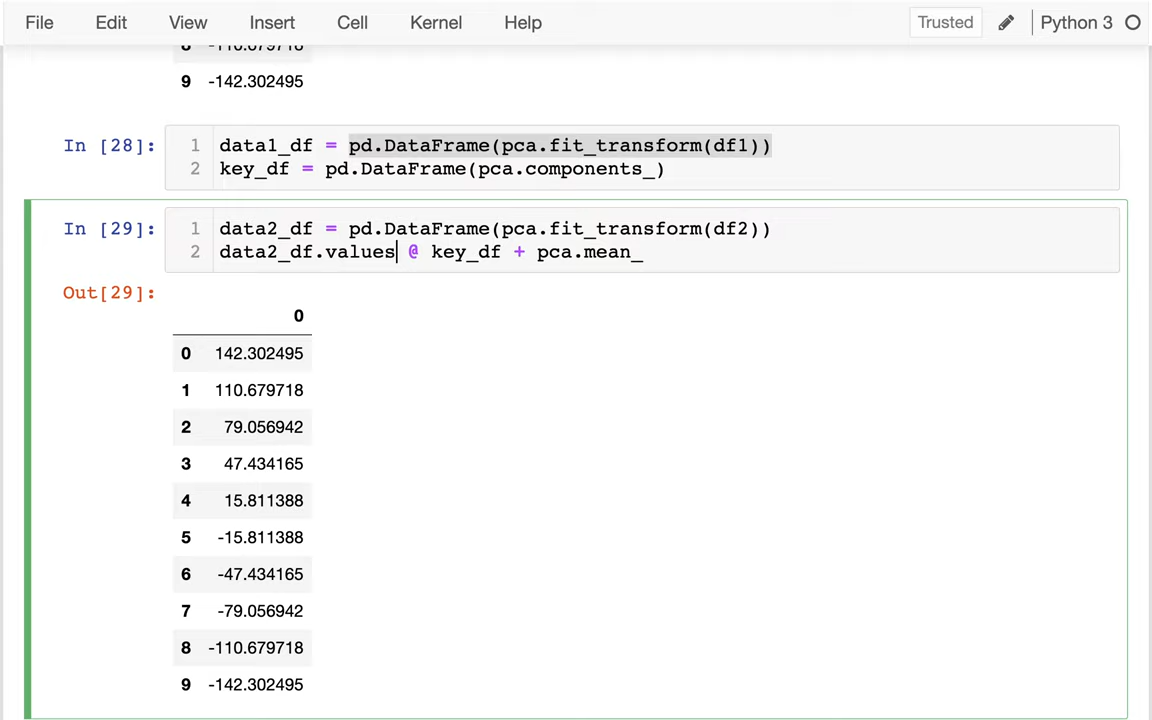 File Edit View Insert Cell Kernel Help Trusted Python 3
8 -110.679718
9 -142.302495
In [28]: 1 data1_df = pd.DataFrame(pca.fit_transform(df1))
2 key_df = pd.DataFrame(pca.components_)
In [29]: 1 data2_df = pd.DataFrame(pca.fit_transform(df2))
2 data2_df.values @ key_df + pca.mean_
Out[29]:
0
0 142.302495
1 110.679718
2 79.056942
3 47.434165
4 15.811388
5 -15.811388
6 -47.434165
7 -79.056942
8 -110.679718
9 -142.302495